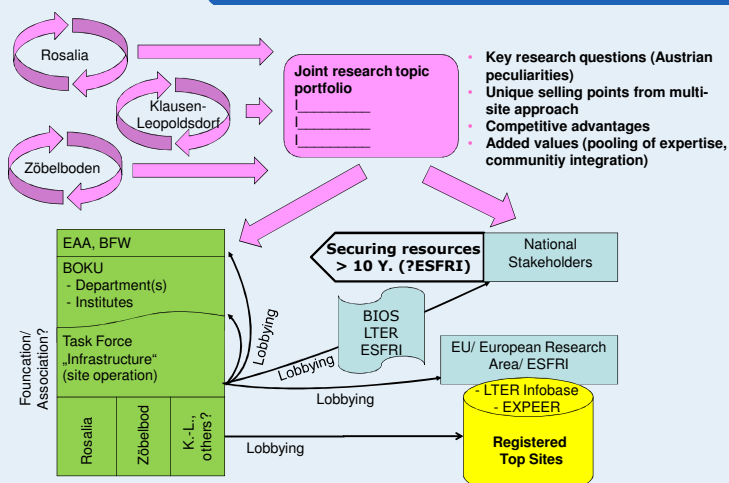 Rosalia
Klausen-
Leopoldsdorf
Zöbelboden
Joint research topic
portfolio
I__________
I__________
I__________
• Key research questions (Austrian
peculiarities)
• Unique selling points from multi-
site approach
• Competitive advantages
• Added values (pooling of expertise,
communitiy integration)
EAA, BFW
BOKU
- Department(s)
- Institutes
Task Force
„Infrastructure“
(site operation)
Founcation/
Association?
Rosalia
Zöbelbod
K.-L.,
others?
Lobbying
Lobbying
Lobbying
Lobbying
Securing resources
> 10 Y. (?ESFRI)
National
Stakeholders
BIOS
LTER
ESFRI
EU/ European Research
Area/ ESFRI
- LTER Infobase
- EXPEER
Registered
Top Sites